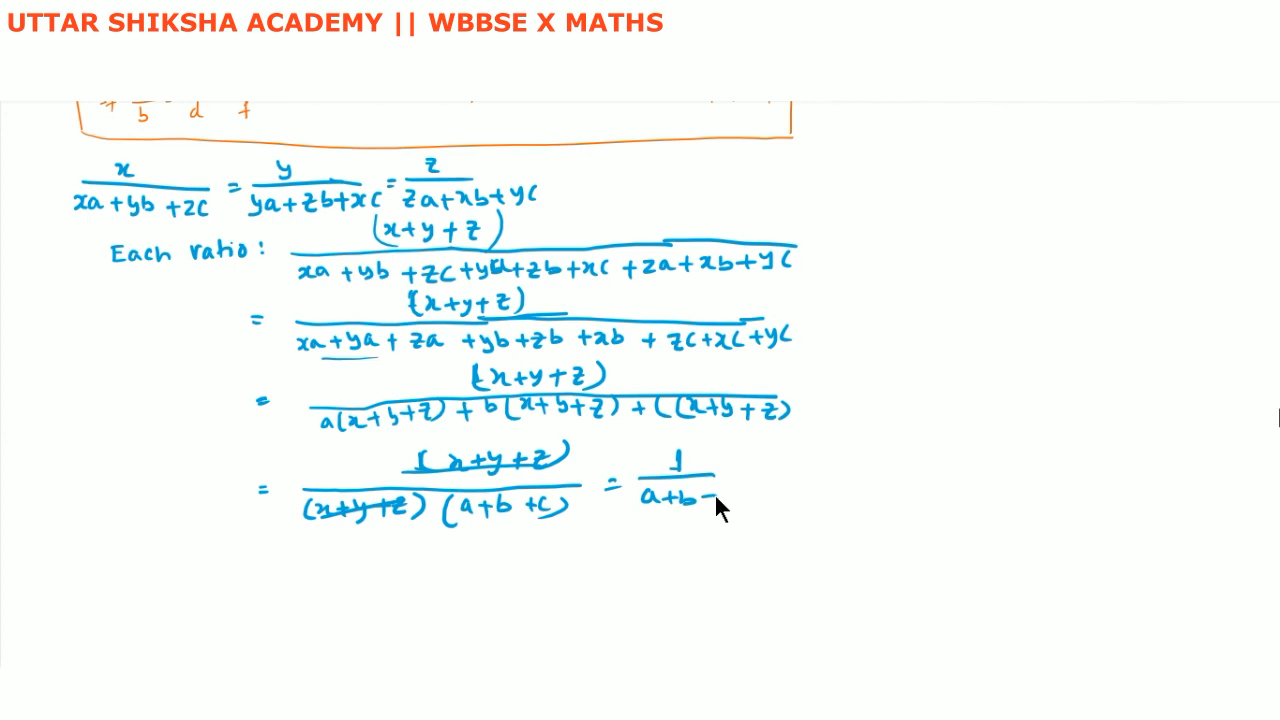 UTTAR SHIKSHA ACADEMY || WBBSE X MATHS
b d f
x/(xa+yb+zc) = y/(ya+zb+xc) = z/(za+xb+yc)
Each ratio: (x+y+z)/(xa+yb+zc+ya+zb+xc+za+xb+yc)
= (x+y+z)/(xa+ya+za+yb+zb+xb+zc+xc+yc)
= (x+y+z)/(a(x+y+z)+b(x+y+z)+c(x+y+z)
= (x+y+z)/((x+y+z)(a+b+c)) = 1/(a+b-